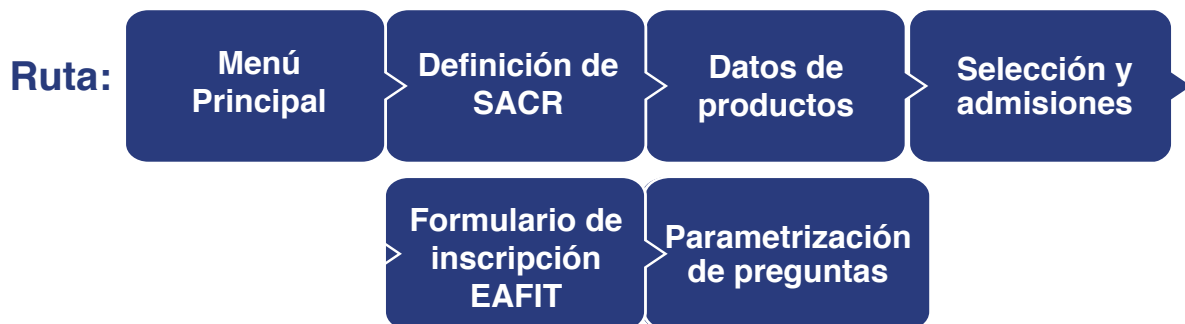 Ruta:
Menú
Principal
Definición de
SACR
Datos de
productos
Selección y
admisiones
Formulario de
inscripción
EAFIT
Parametrización
de preguntas